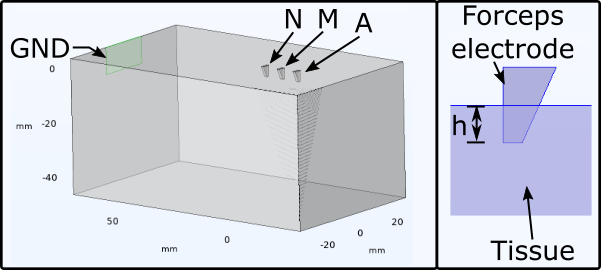 GND
N M A
0
mm -20
-40
50
mm
0
-20
0
20
mm
Forceps
electrode
h
Tissue